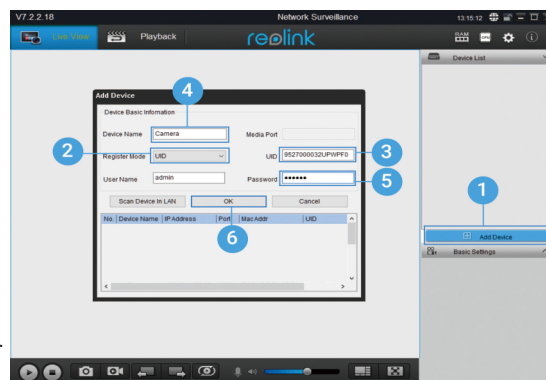 V7.2.2.18 Network Surveillance 13:15:12
Live View Playback reolink RAM CPU
Device List
Add Device
Device Basic Infomation
4
Device Name Camera Media Port
2 Register Mode UID UID 9527000032UPWPF0 3
User Name admin Password ●●●●●● 5
1
Scan Device In LAN OK Cancel
No. Device Name IP Address Port Mac Addr UID
6
Add Device
Basic Settings